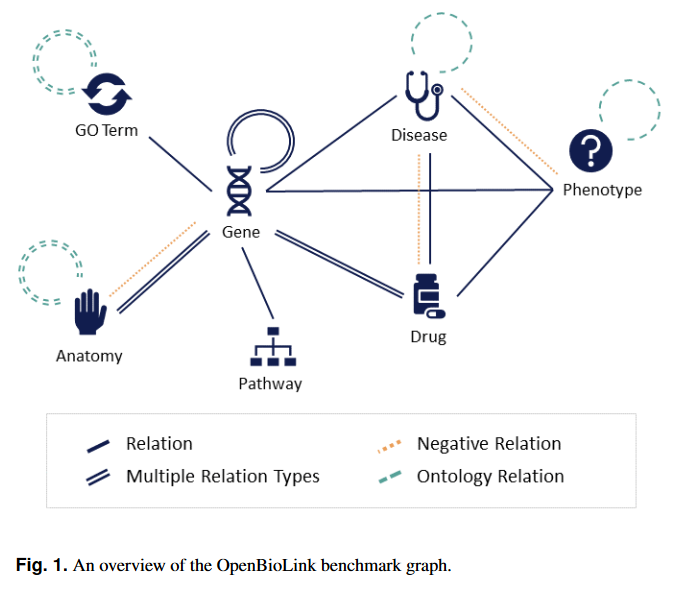 GO Term
Disease
Phenotype
Gene
Drug
Anatomy
Pathway
Relation
Negative Relation
Multiple Relation Types
Ontology Relation
Fig. 1. An overview of the OpenBioLink benchmark graph.